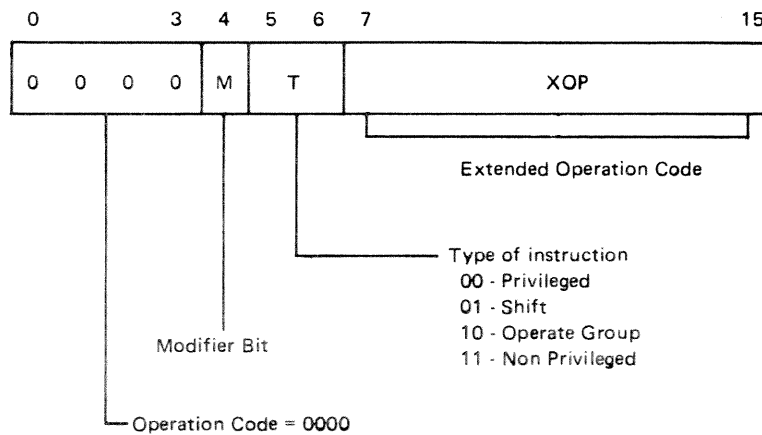 0 3 4 5 6 7 15
0 0 0 0 M T XOP
Extended Operation Code
Type of instruction
00 - Privileged
01 - Shift
10 - Operate Group
11 - Non Privileged
Modifier Bit
Operation Code = 0000